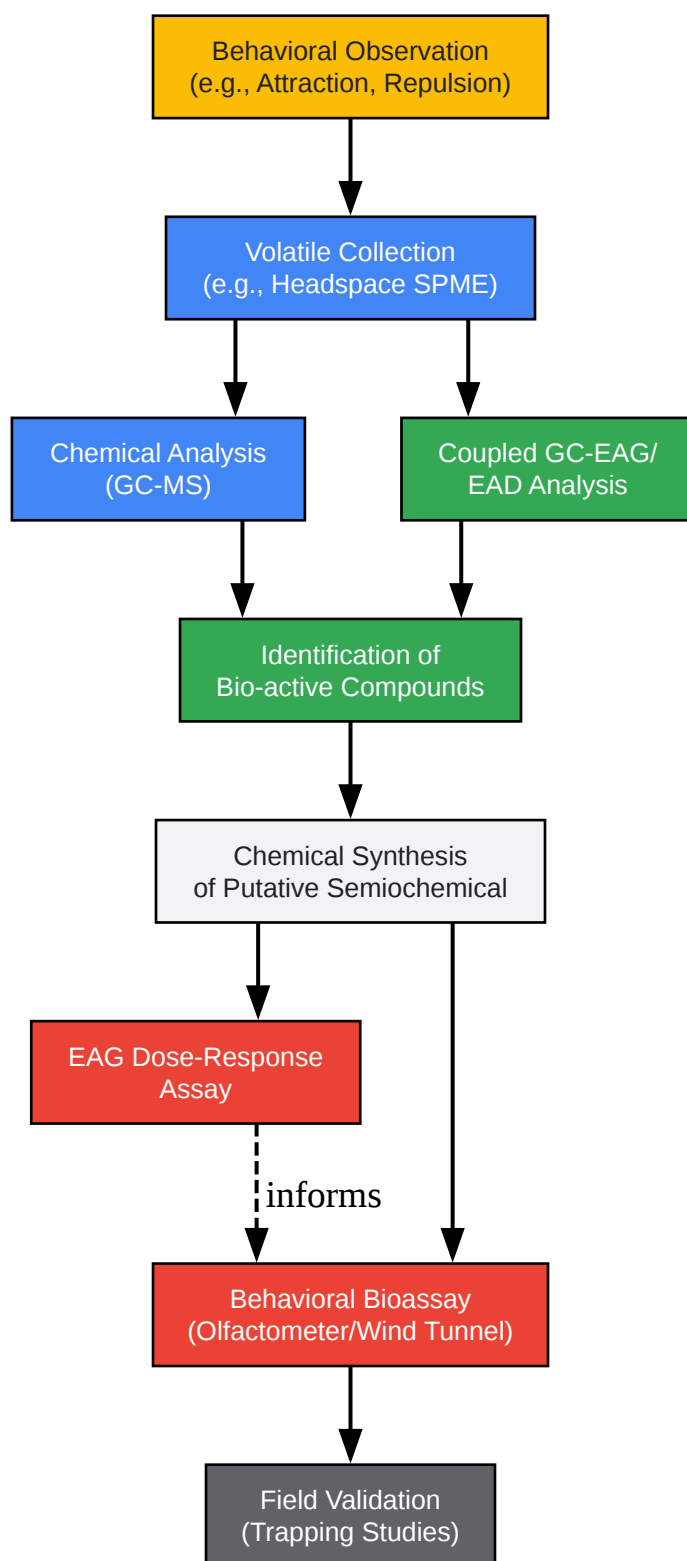 Behavioral Observation
(e.g., Attraction, Repulsion)
Volatile Collection
(e.g., Headspace SPME)
Chemical Analysis
(GC-MS)
Coupled GC-EAG/
EAD Analysis
Identification of
Bio-active Compounds
Chemical Synthesis
of Putative Semiochemical
EAG Dose-Response
Assay
informs
Behavioral Bioassay
(Olfactometer/Wind Tunnel)
Field Validation
(Trapping Studies)